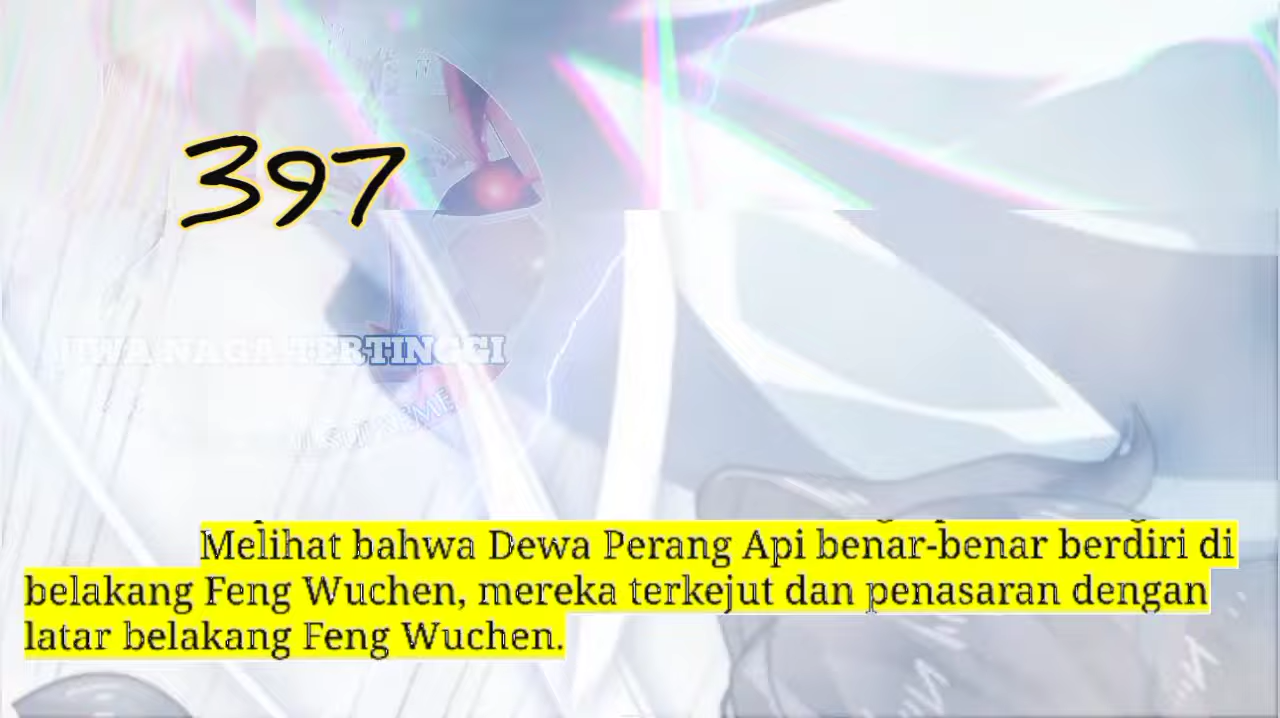 397
JIWA NAGA TERTINGGI
Melihat bahwa Dewa Perang Api benar-benar berdiri di
belakang Feng Wuchen, mereka terkejut dan penasaran dengan
latar belakang Feng Wuchen.